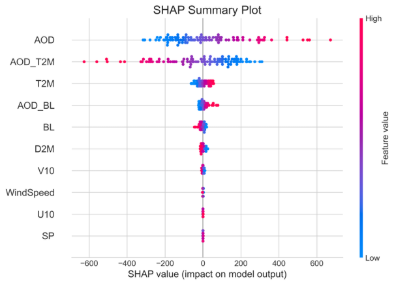 SHAP Summary Plot
High
AOD
AOD_T2M
T2M
AOD_BL
BL
D2M
V10
WindSpeed
U10
SP
Feature value
Low
−600 −400 −200 0 200 400 600
SHAP value (impact on model output)